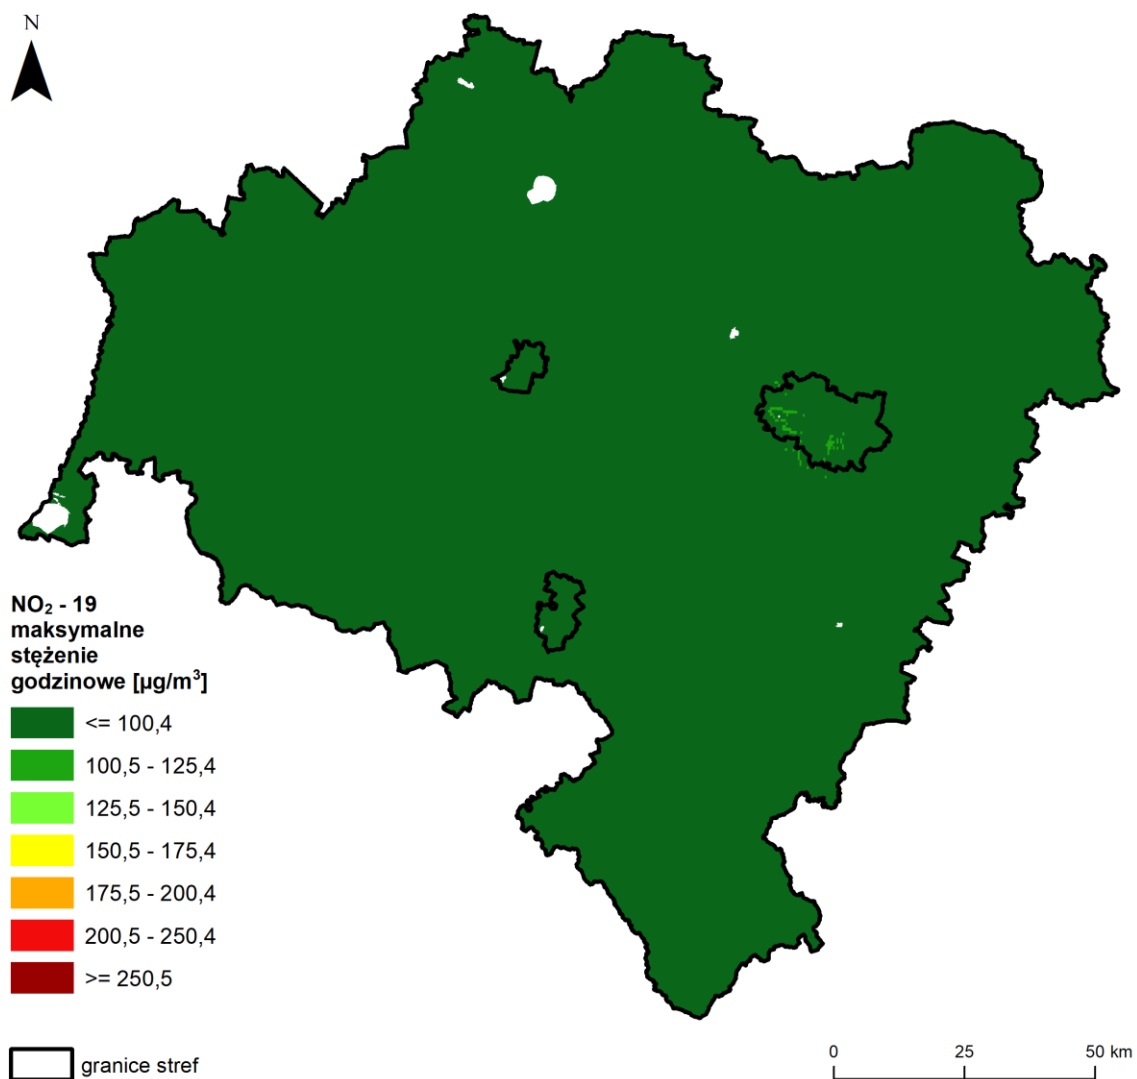 N
NO₂ - 19
maksymalne
stężenie
godzinowe [µg/m³]
<= 100,4
100,5 - 125,4
125,5 - 150,4
150,5 - 175,4
175,5 - 200,4
200,5 - 250,4
>= 250,5
granice stref
0 25 50 km